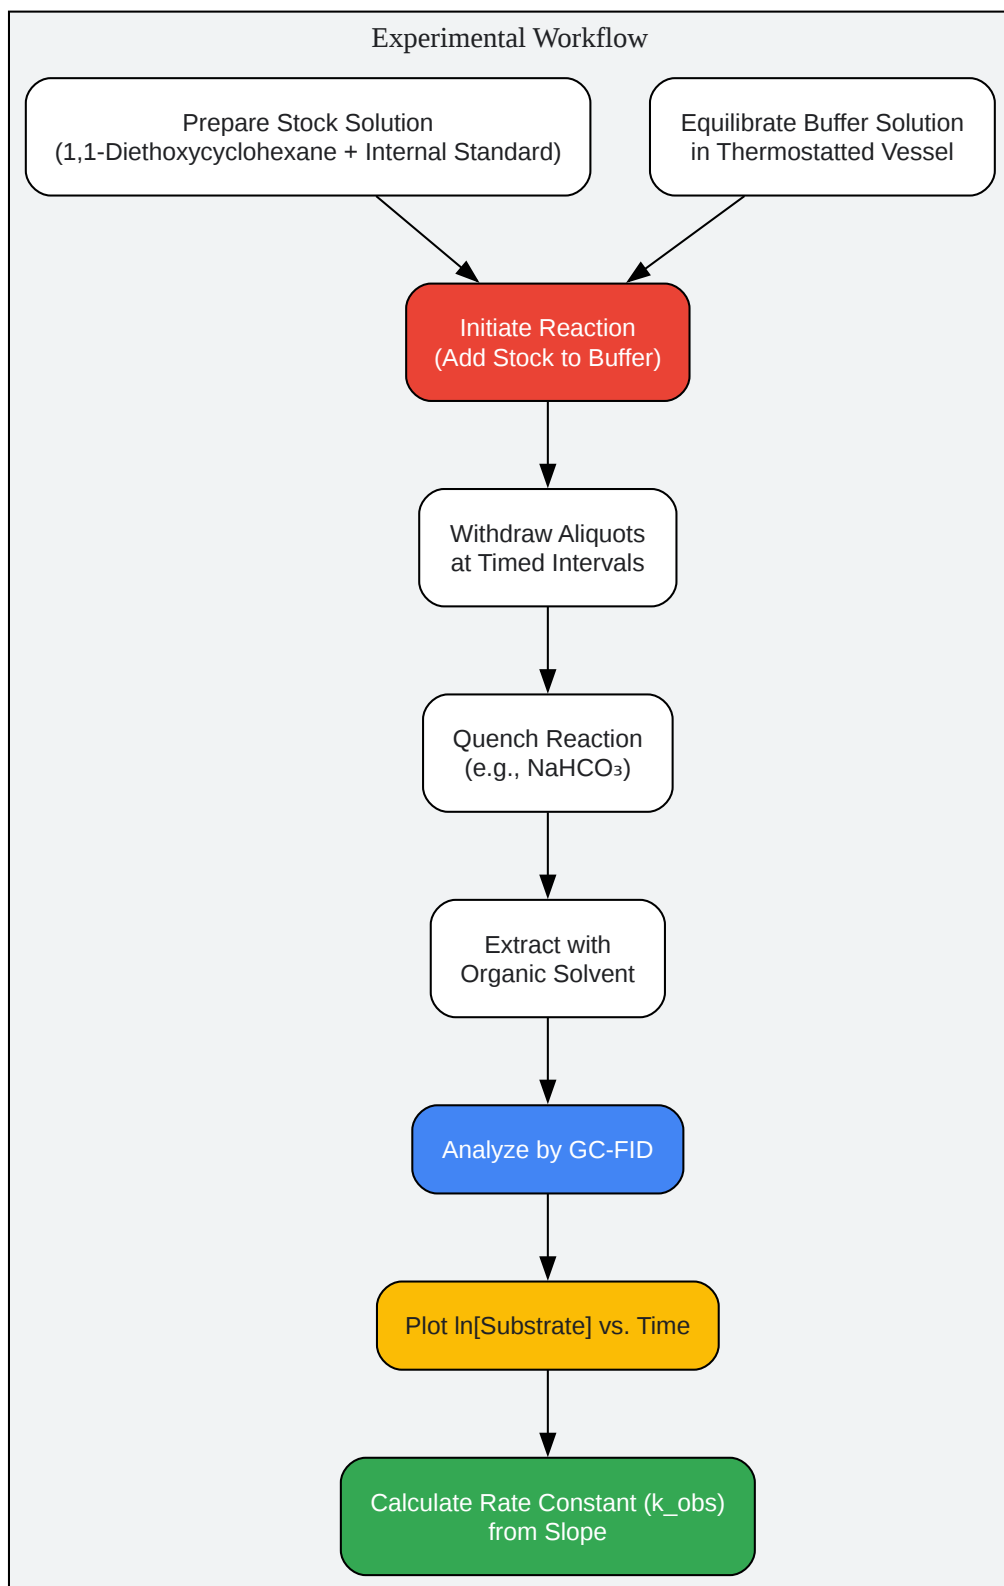 Experimental Workflow
Prepare Stock Solution
(1,1-Diethoxycyclohexane + Internal Standard)
Equilibrate Buffer Solution
in Thermostatted Vessel
Initiate Reaction
(Add Stock to Buffer)
Withdraw Aliquots
at Timed Intervals
Quench Reaction
(e.g., NaHCO₃)
Extract with
Organic Solvent
Analyze by GC-FID
Plot ln[Substrate] vs. Time
Calculate Rate Constant (k_obs)
from Slope